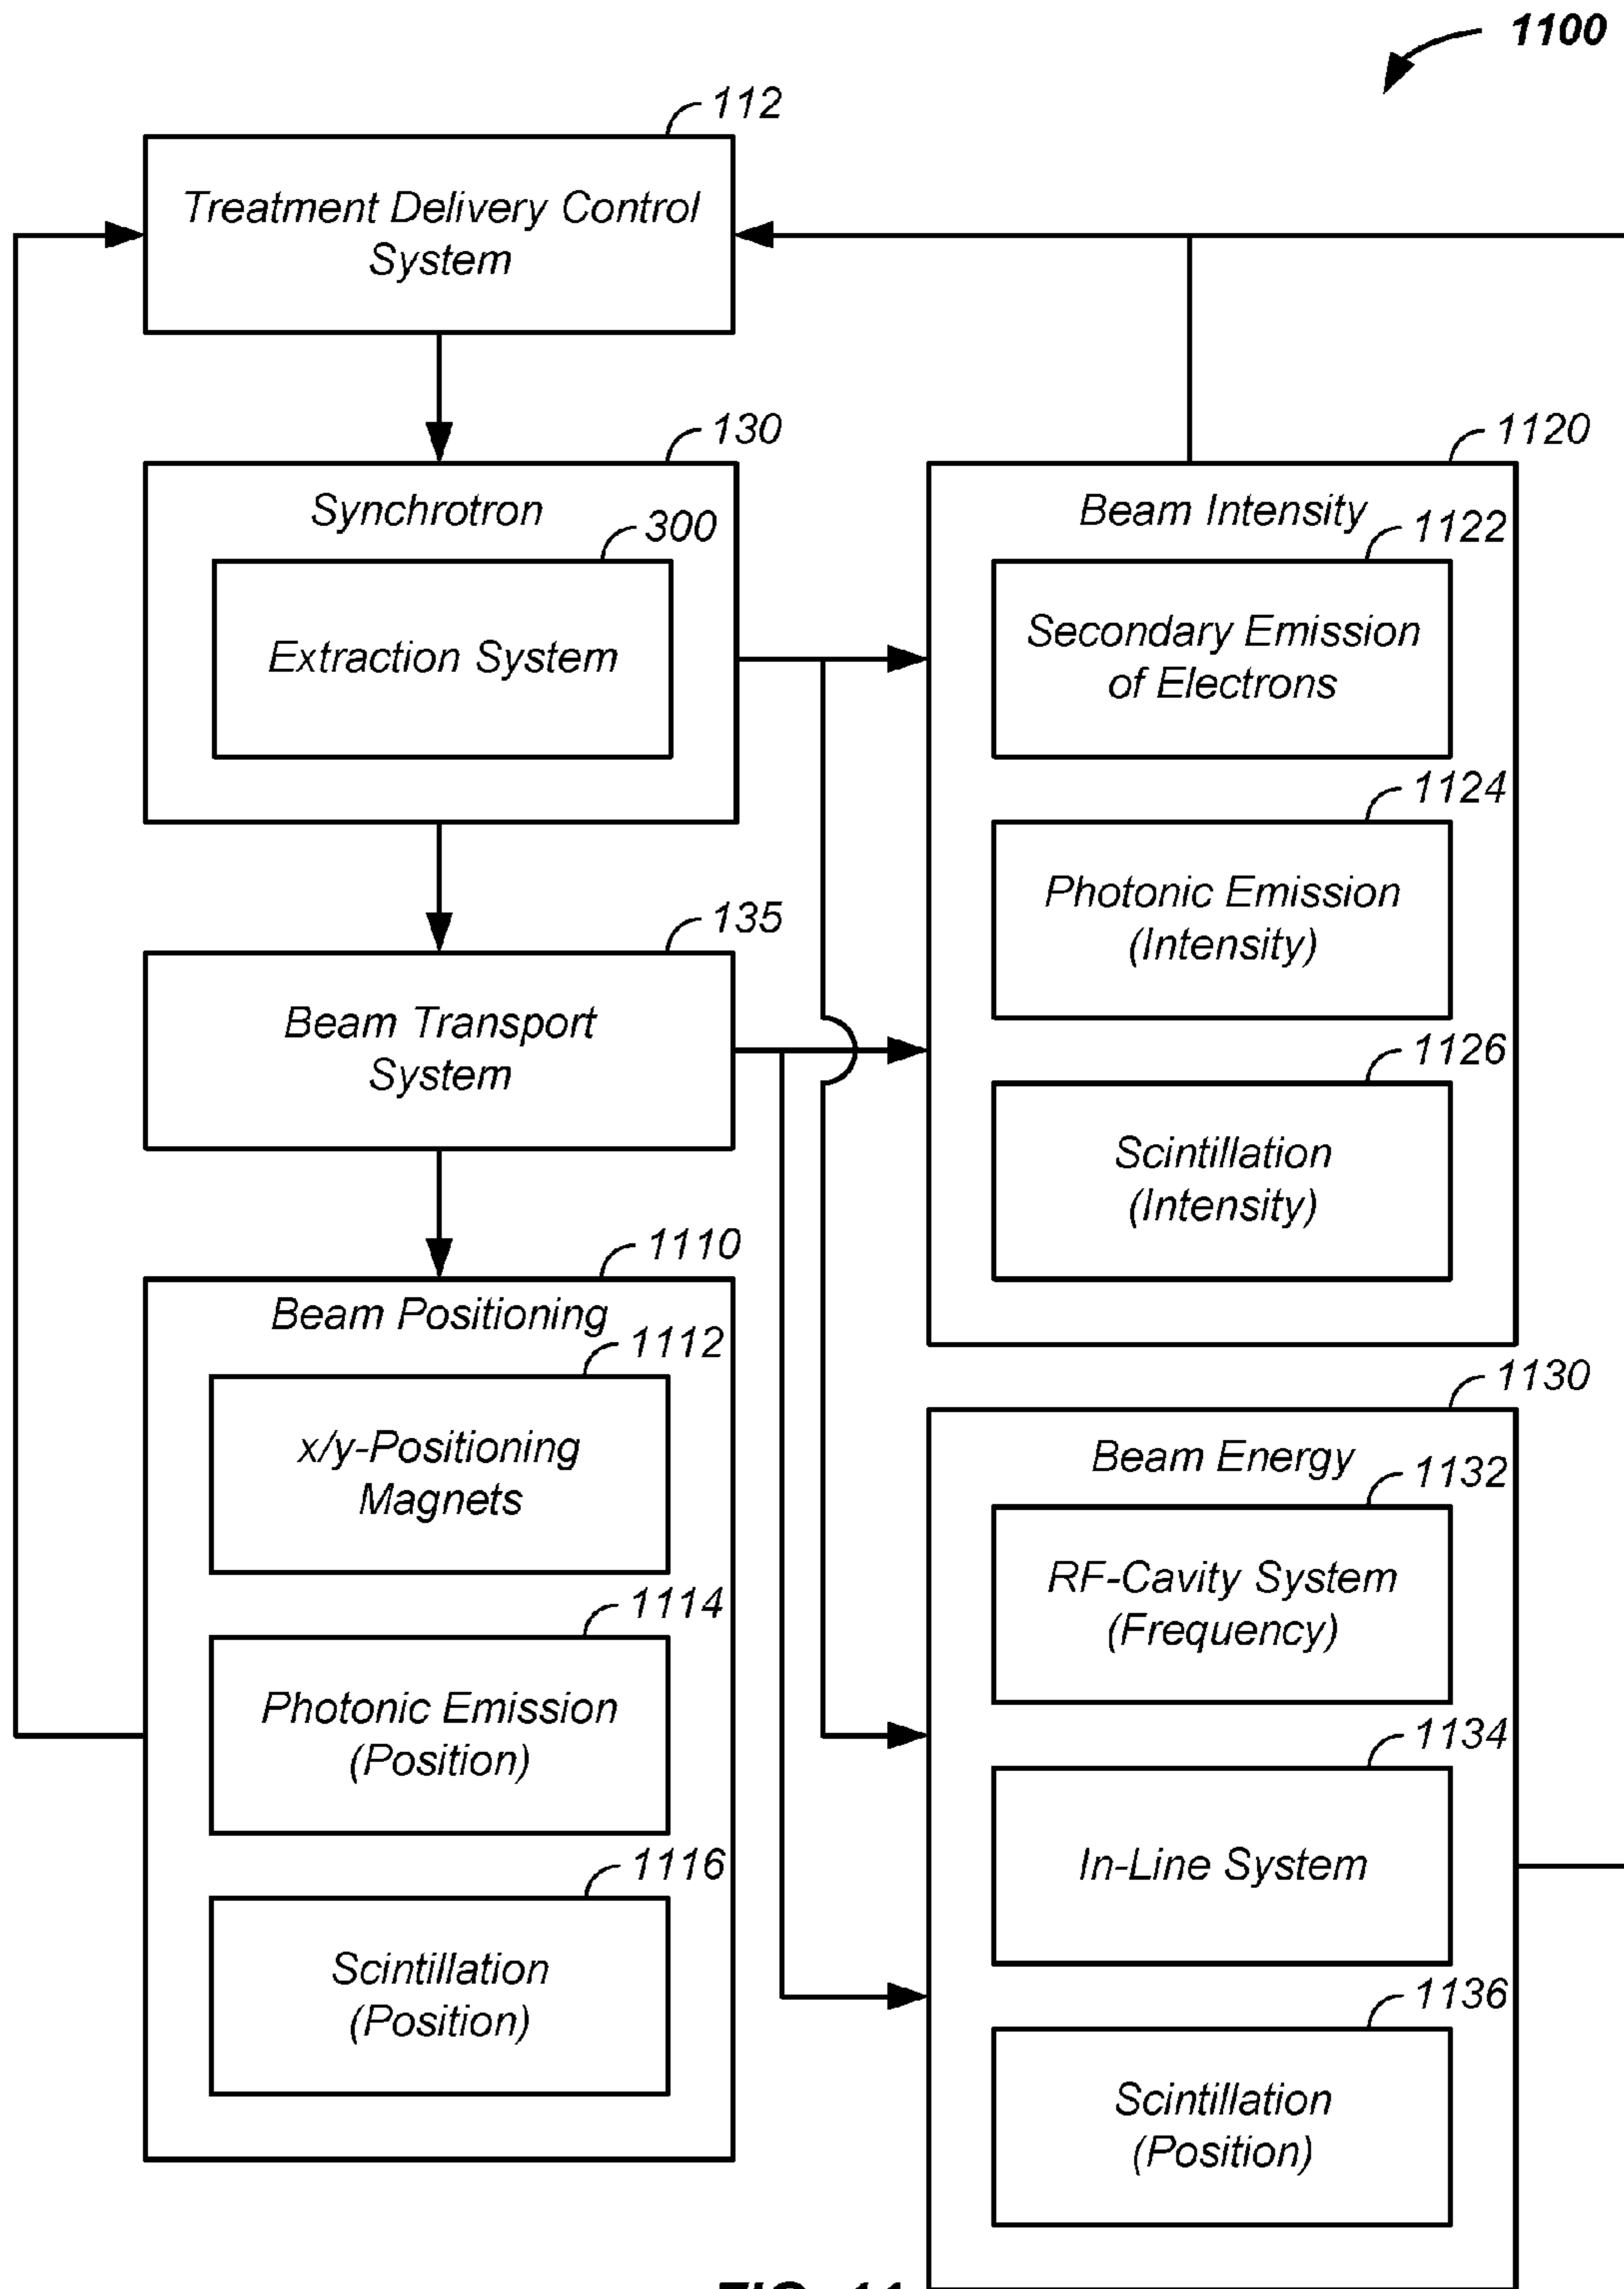 1100
112
Treatment Delivery Control
System
130
Synchrotron
300
Extraction System
135
Beam Transport
System
1110
Beam Positioning
1112
x/y-Positioning
Magnets
1114
Photonic Emission
(Position)
1116
Scintillation
(Position)
1120
Beam Intensity
1122
Secondary Emission
of Electrons
1124
Photonic Emission
(Intensity)
1126
Scintillation
(Intensity)
1130
Beam Energy
1132
RF-Cavity System
(Frequency)
1134
In-Line System
1136
Scintillation
(Position)
FIG. 11